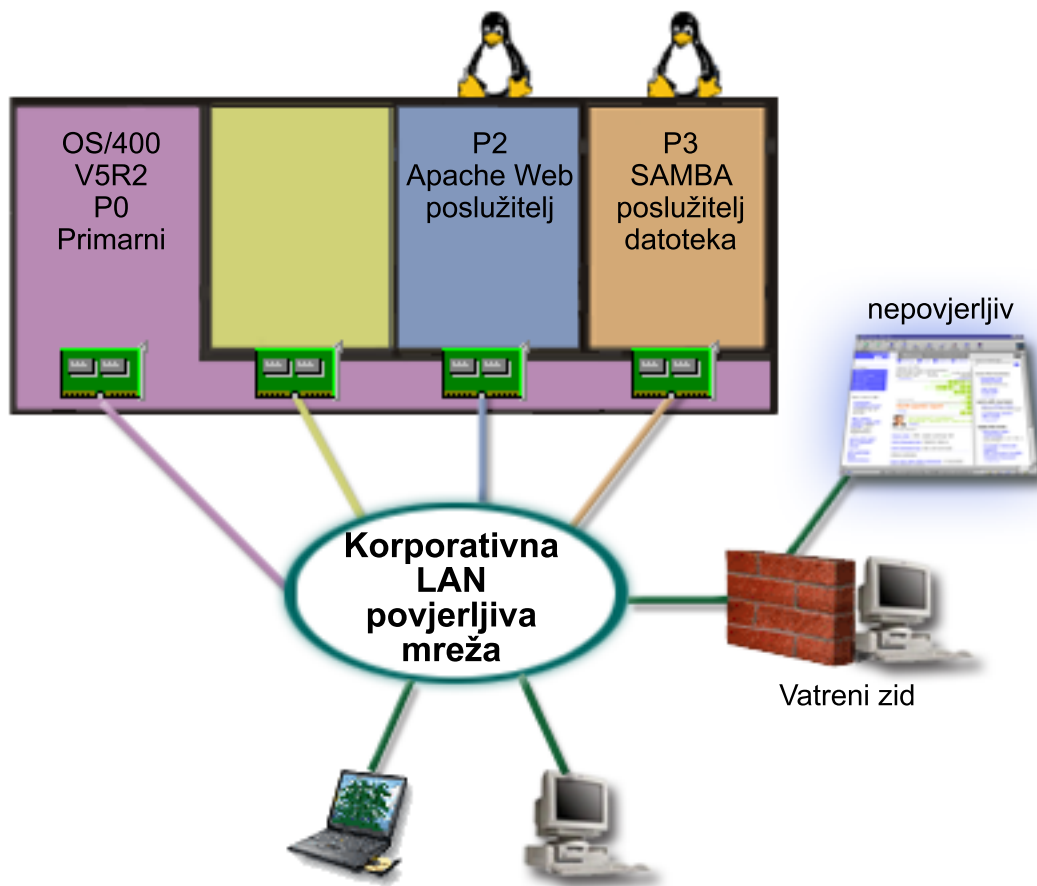 OS/400
V5R2
P0
Primarni
P2
Apache Web
poslužitelj
P3
SAMBA
poslužitelj
datoteka
nepovjerljiv
Korporativna
LAN
povjerljiva
mreža
Vatreni zid